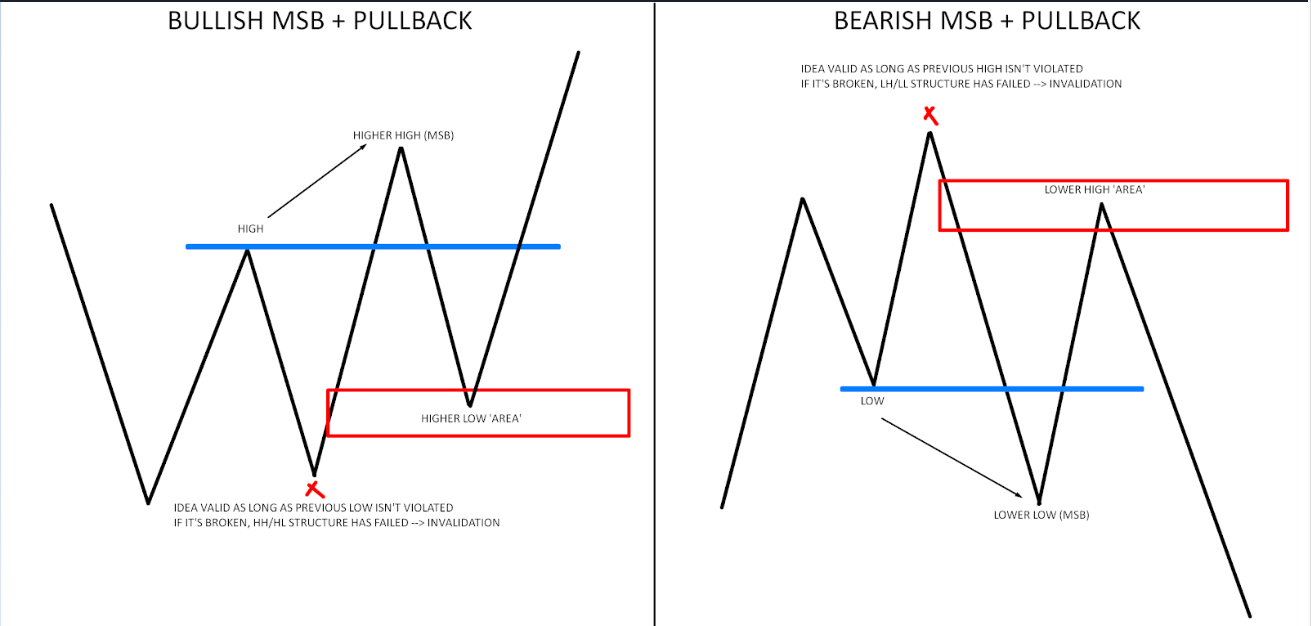 BULLISH MSB + PULLBACK
HIGHER HIGH (MSB)
HIGH
HIGHER LOW 'AREA'
IDEA VALID AS LONG AS PREVIOUS LOW ISN'T VIOLATED
IF IT'S BROKEN, HH/HL STRUCTURE HAS FAILED --> INVALIDATION
BEARISH MSB + PULLBACK
IDEA VALID AS LONG AS PREVIOUS HIGH ISN'T VIOLATED
IF IT'S BROKEN, LH/LL STRUCTURE HAS FAILED --> INVALIDATION
LOWER HIGH 'AREA'
LOW
LOWER LOW (MSB)